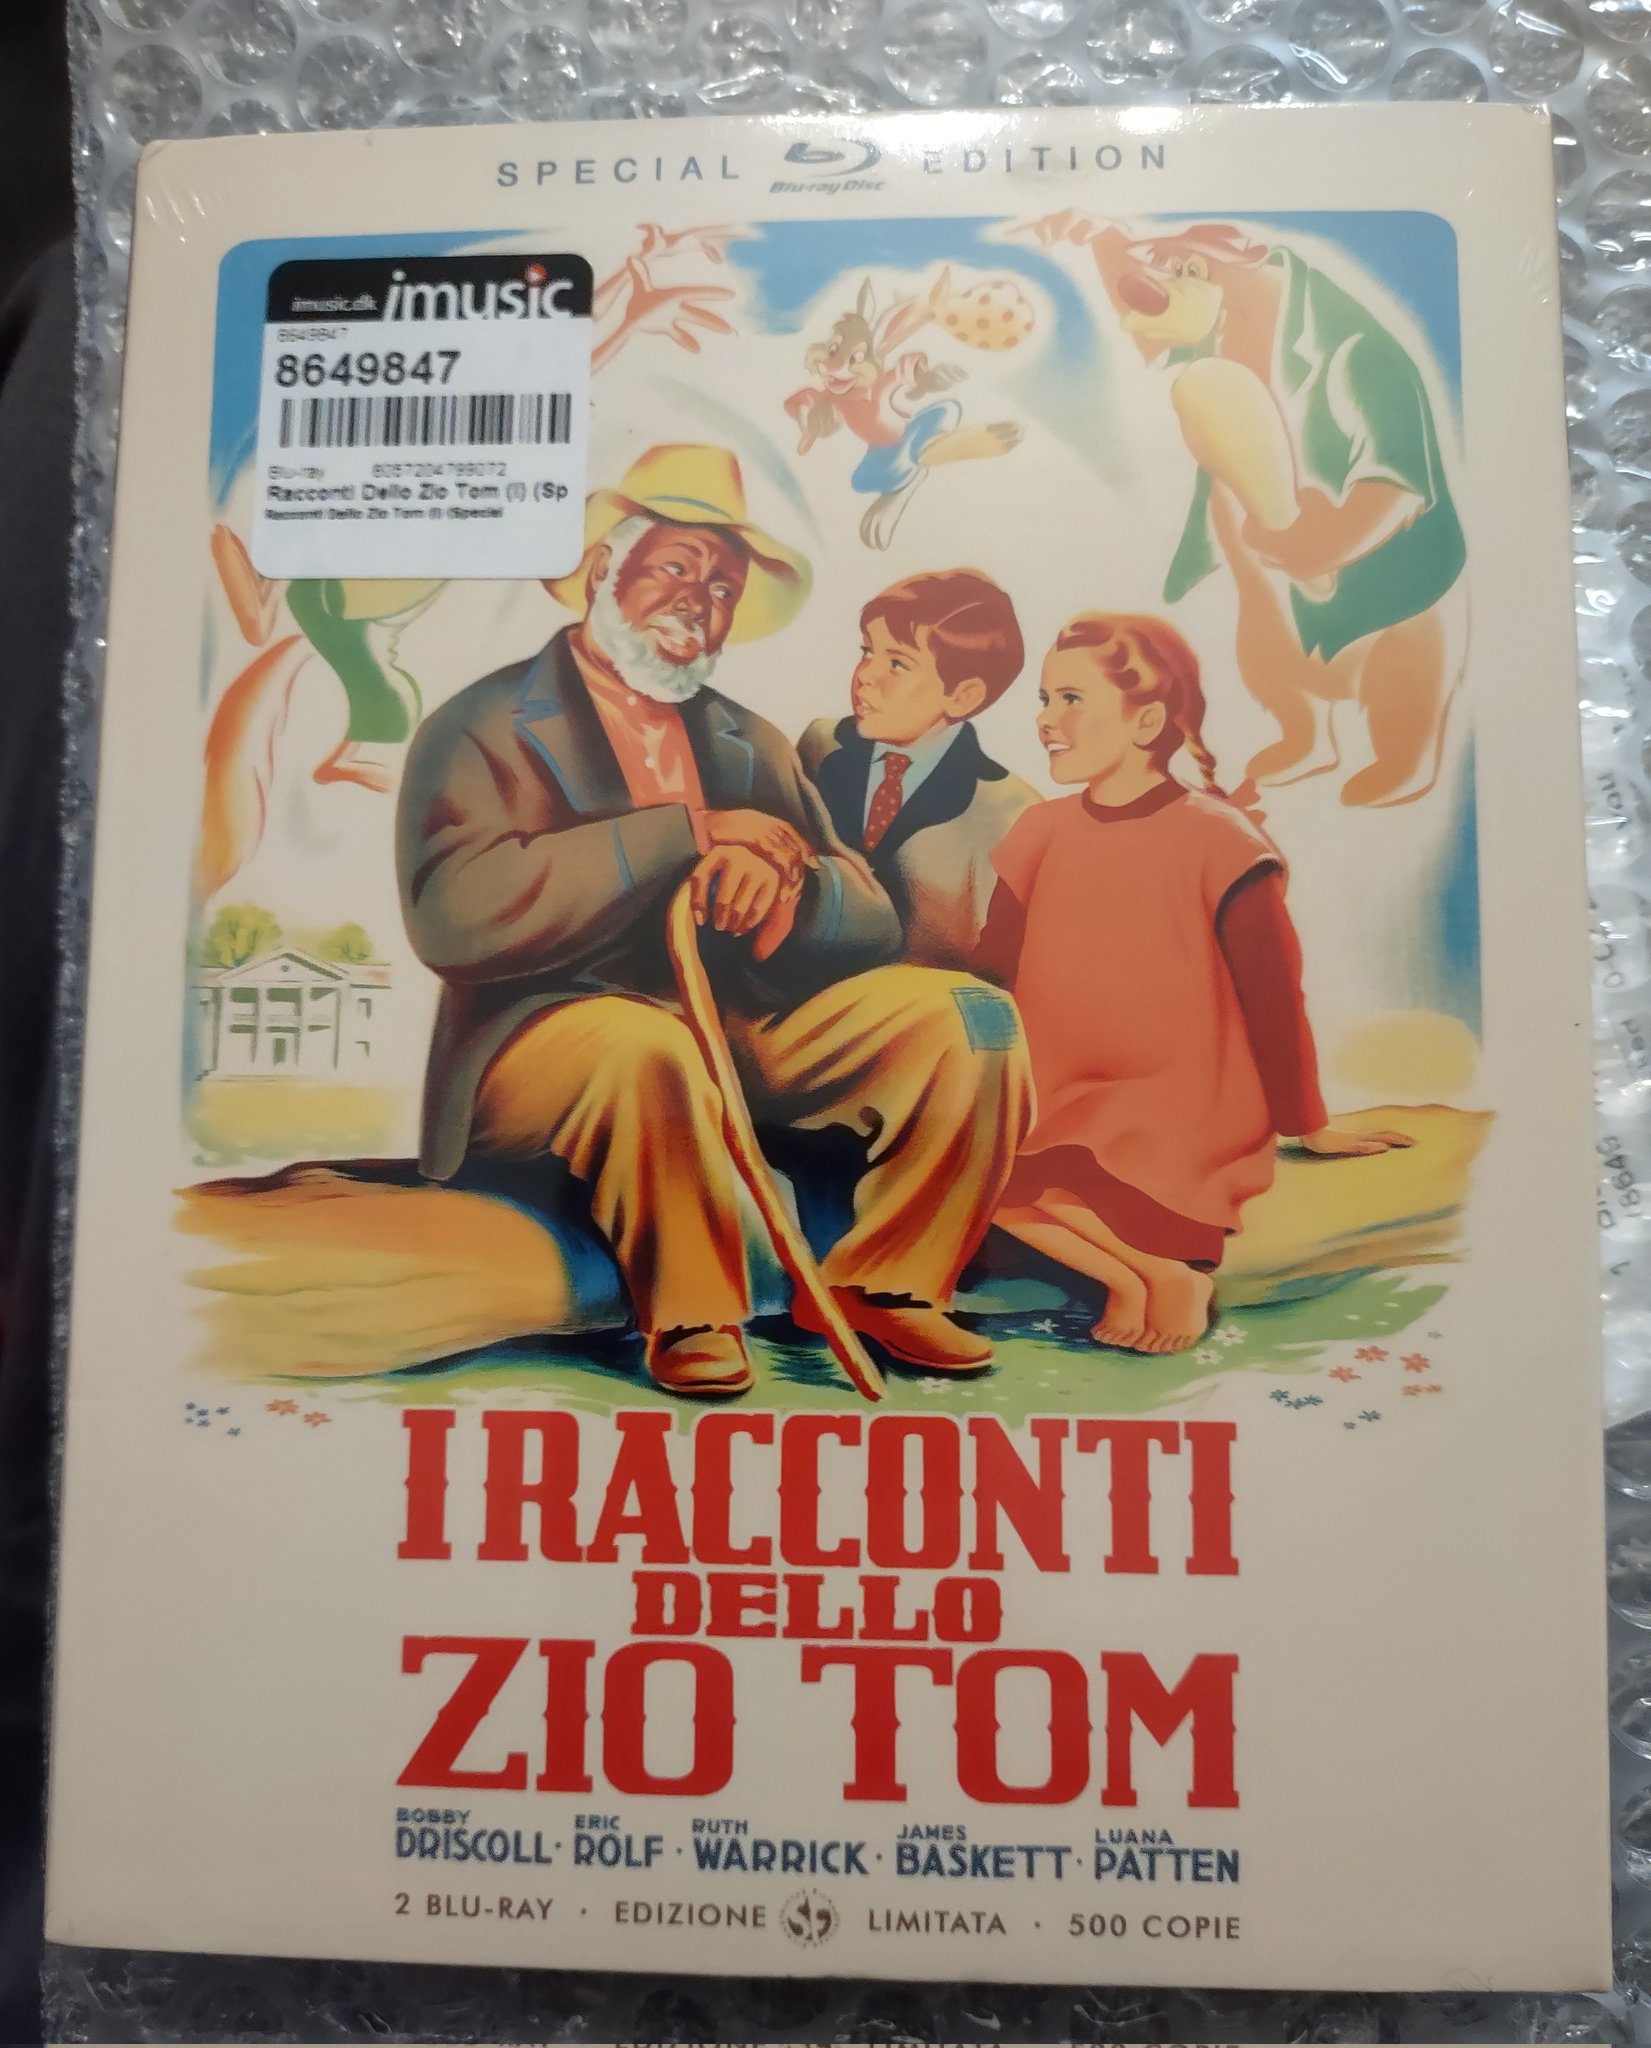 SPECIAL Blu-ray Disc EDITION
imusic.dk imusic
8649847
8649847
Blu-ray 8057204799072
Racconti Dello Zio Tom (I) (Sp
Racconti Dello Zio Tom (I) (Special
I RACCONTI
DELLO
ZIO TOM
BOBBY DRISCOLL · ERIC ROLF · RUTH WARRICK · JAMES BASKETT · LUANA PATTEN
2 BLU-RAY · EDIZIONE LIMITATA · 500 COPIE